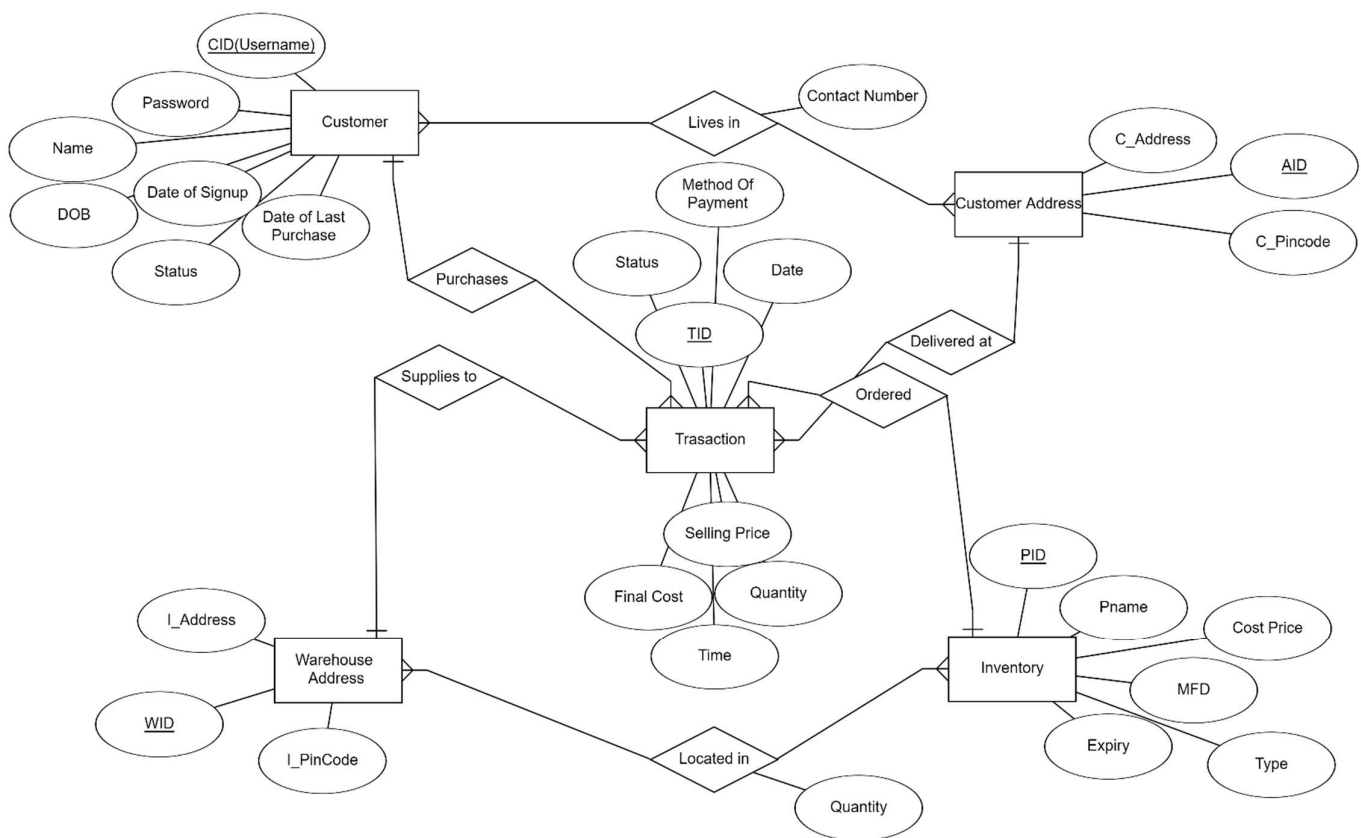 CID(Username)
Password
Customer
Contact Number
Lives in
Name
C_Address
AID
Date of Signup
Method Of
Payment
DOB
Date of Last
Purchase
Customer Address
C_Pincode
Status
Purchases
Status
Date
TID
Delivered at
Supplies to
Ordered
Trasaction
Selling Price
PID
Final Cost
Quantity
Pname
I_Address
Cost Price
Time
Warehouse
Address
Inventory
MFD
WID
Expiry
I_PinCode
Located in
Type
Quantity